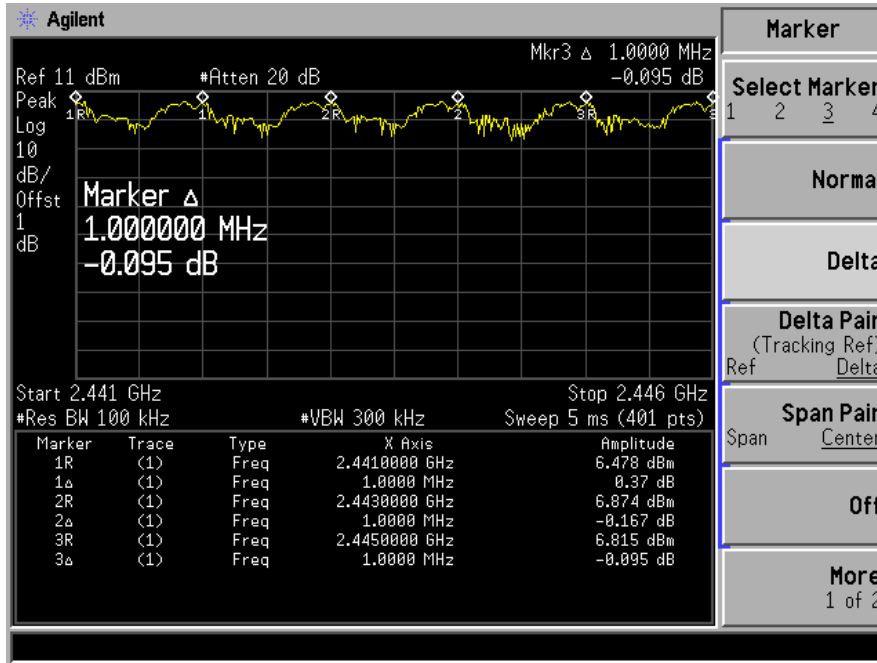 Agilent
Marker
Mkr3 Δ 1.0000 MHz
Ref 11 dBm #Atten 20 dB -0.095 dB
Peak
Log
10
dB/
Offst
1
dB
1R 1 2R 2 3R 3
Marker Δ
1.000000 MHz
-0.095 dB
Start 2.441 GHz Stop 2.446 GHz
#Res BW 100 kHz #VBW 300 kHz Sweep 5 ms (401 pts)
Marker Trace Type X Axis Amplitude
1R (1) Freq 2.4410000 GHz 6.478 dBm
1Δ (1) Freq 1.0000 MHz 0.37 dB
2R (1) Freq 2.4430000 GHz 6.874 dBm
2Δ (1) Freq 1.0000 MHz -0.167 dB
3R (1) Freq 2.4450000 GHz 6.815 dBm
3Δ (1) Freq 1.0000 MHz -0.095 dB
Select Marker
1 2 3 4
Norma
Delta
Delta Pair
(Tracking Ref)
Ref Delta
Span Pair
Span Center
Off
More
1 of 2